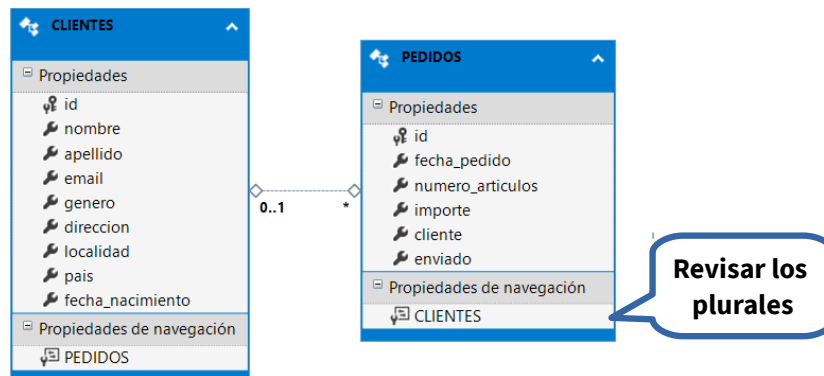 CLIENTES
Propiedades
id
nombre
apellido
email
genero
direccion
localidad
pais
fecha_nacimiento
Propiedades de navegación
PEDIDOS
0..1
*
PEDIDOS
Propiedades
id
fecha_pedido
numero_articulos
importe
cliente
enviado
Propiedades de navegación
CLIENTES
Revisar los
plurales